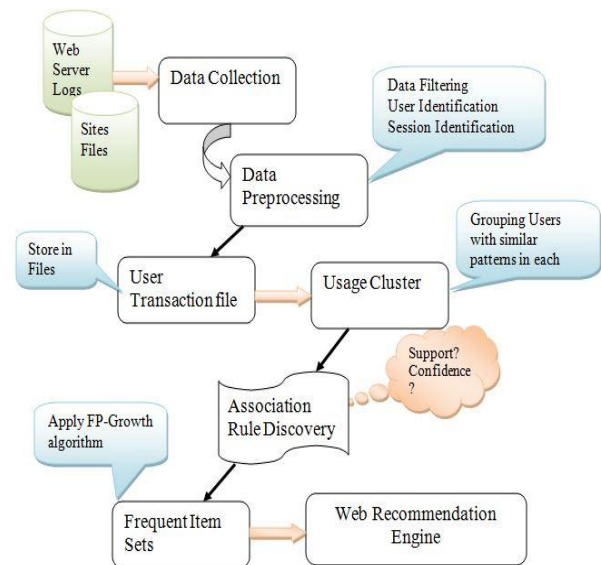 Web
Server
Logs
Data Collection
Sites
Files
Data Filtering
User Identification
Session Identification
Data
Preprocessing
Grouping Users
with similar
patterns in each
Store in
Files
User
Transaction file
Usage Cluster
Support?
Confidence
?
Association
Rule Discovery
Apply FP-Growth
algorithm
Frequent Item
Sets
Web Recommendation
Engine